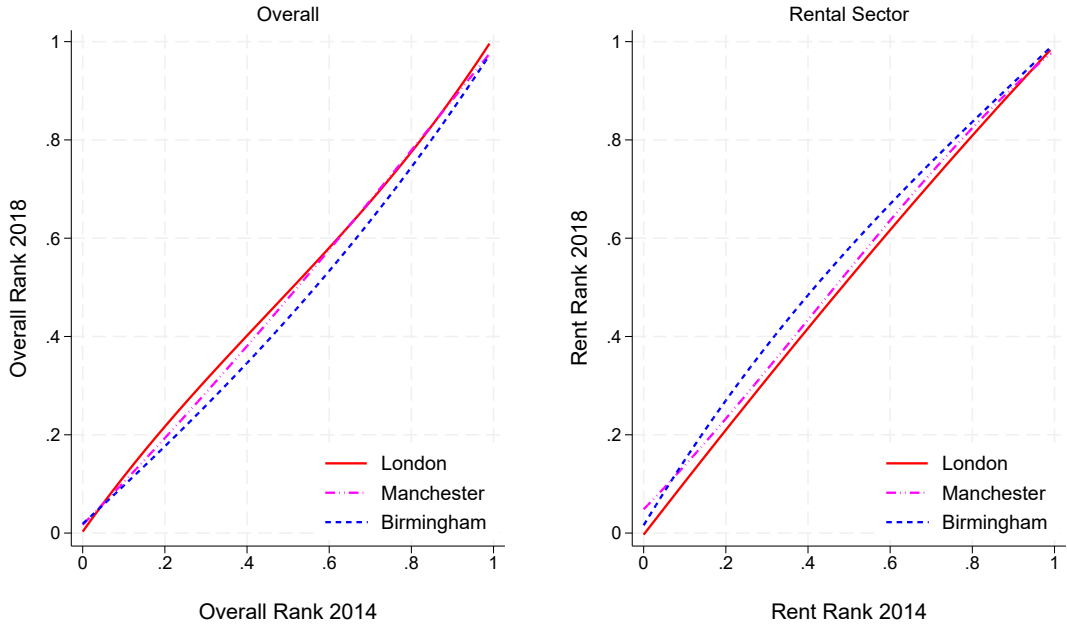 Overall
Overall Rank 2018
1
.8
.6
.4
.2
0
London
Manchester
Birmingham
0 .2 .4 .6 .8 1
Overall Rank 2014
Rental Sector
Rent Rank 2018
1
.8
.6
.4
.2
0
London
Manchester
Birmingham
0 .2 .4 .6 .8 1
Rent Rank 2014